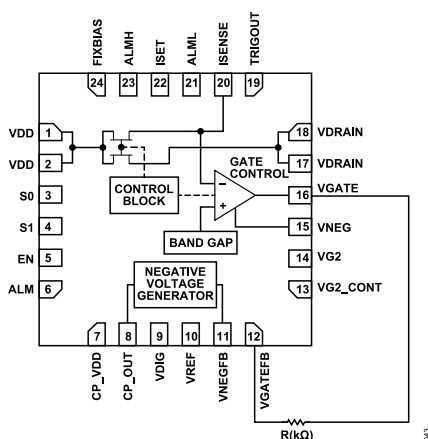 FIXBIAS
ALMH
ISET
ALML
ISENSE
TRIGOUT
24
23
22
21
20
19
VDD 1
VDD 2
S0 3
S1 4
EN 5
ALM 6
18 VDRAIN
17 VDRAIN
16 VGATE
15 VNEG
14 VG2
13 VG2_CONT
GATE
CONTROL
–
+
CONTROL
BLOCK
BAND GAP
NEGATIVE
VOLTAGE
GENERATOR
7
8
9
10
11
12
CP_VDD
CP_OUT
VDIG
VREF
VNEGFB
VGATEFB
R(kΩ)